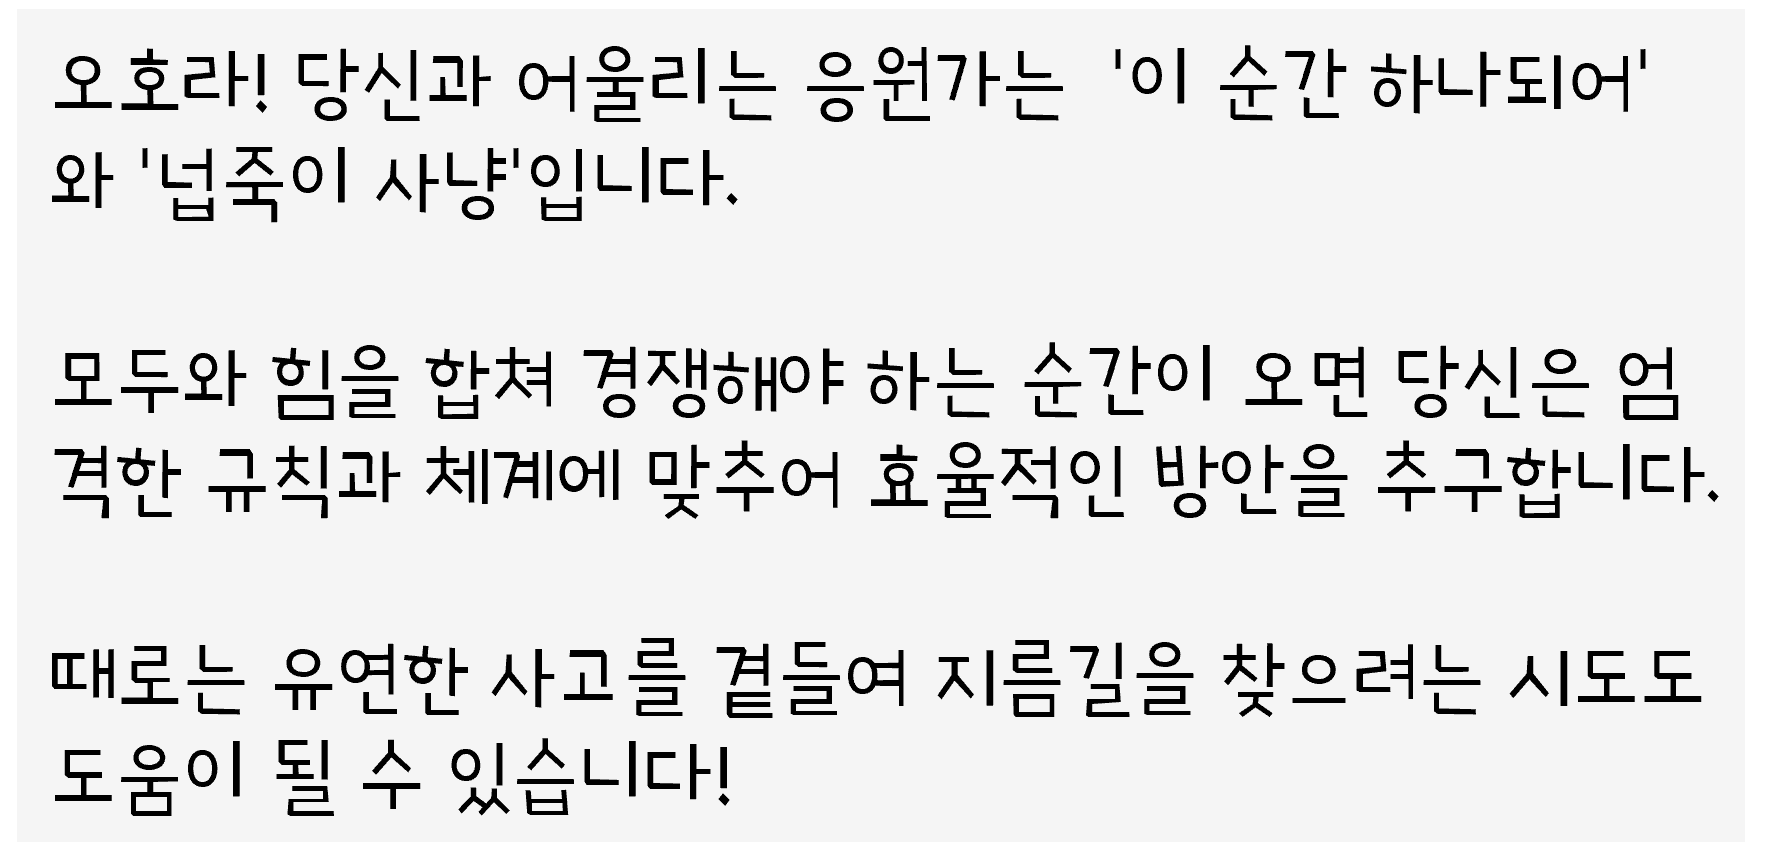 오호라! 당신과 어울리는 응원가는 '이 순간 하나되어'
와 '넙죽이 사냥'입니다.
모두와 힘을 합쳐 경쟁해야 하는 순간이 오면 당신은 엄
격한 규칙과 체계에 맞추어 효율적인 방안을 추구합니다.
때로는 유연한 사고를 곁들여 지름길을 찾으려는 시도도
도움이 될 수 있습니다!